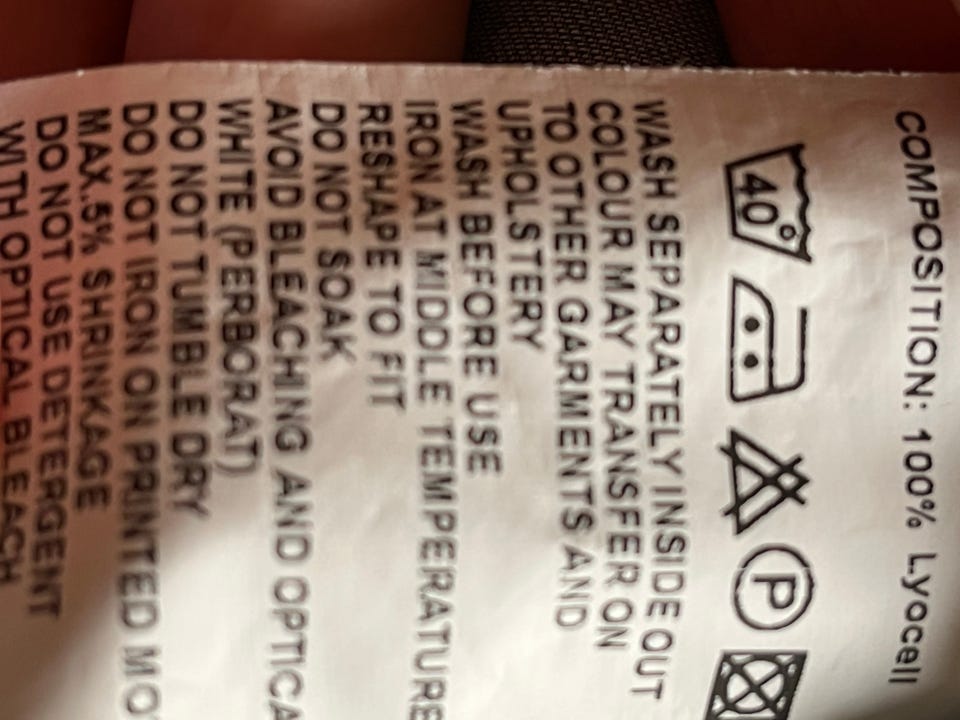 COMPOSITION: 100% Lyocell
40°
P
WASH SEPARATELY INSIDE OUT
COLOUR MAY TRANSFER ON
TO OTHER GARMENTS AND
UPHOLSTERY
WASH BEFORE USE
IRON AT MIDDLE TEMPERATURE
RESHAPE TO FIT
DO NOT SOAK
AVOID BLEACHING AND OPTICA
WHITE (PERBORAT)
DO NOT TUMBLE DRY
DO NOT IRON ON PRINTED MO
MAX.5% SHRINKAGE
DO NOT USE DETERGENT
WITH OPTICAL BLEACH